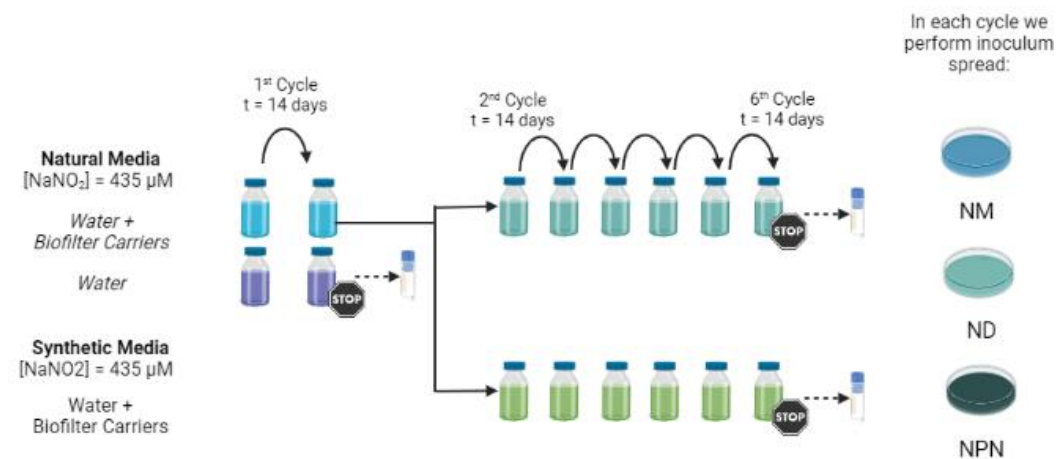 In each cycle we
perform inoculum
spread:
1st Cycle
t = 14 days
2nd Cycle
t = 14 days
6th Cycle
t = 14 days
Natural Media
[NaNO₂] = 435 µM
Water +
Biofilter Carriers
Water
STOP
STOP
Synthetic Media
[NaNO2] = 435 µM
Water +
Biofilter Carriers
STOP
NM
ND
NPN